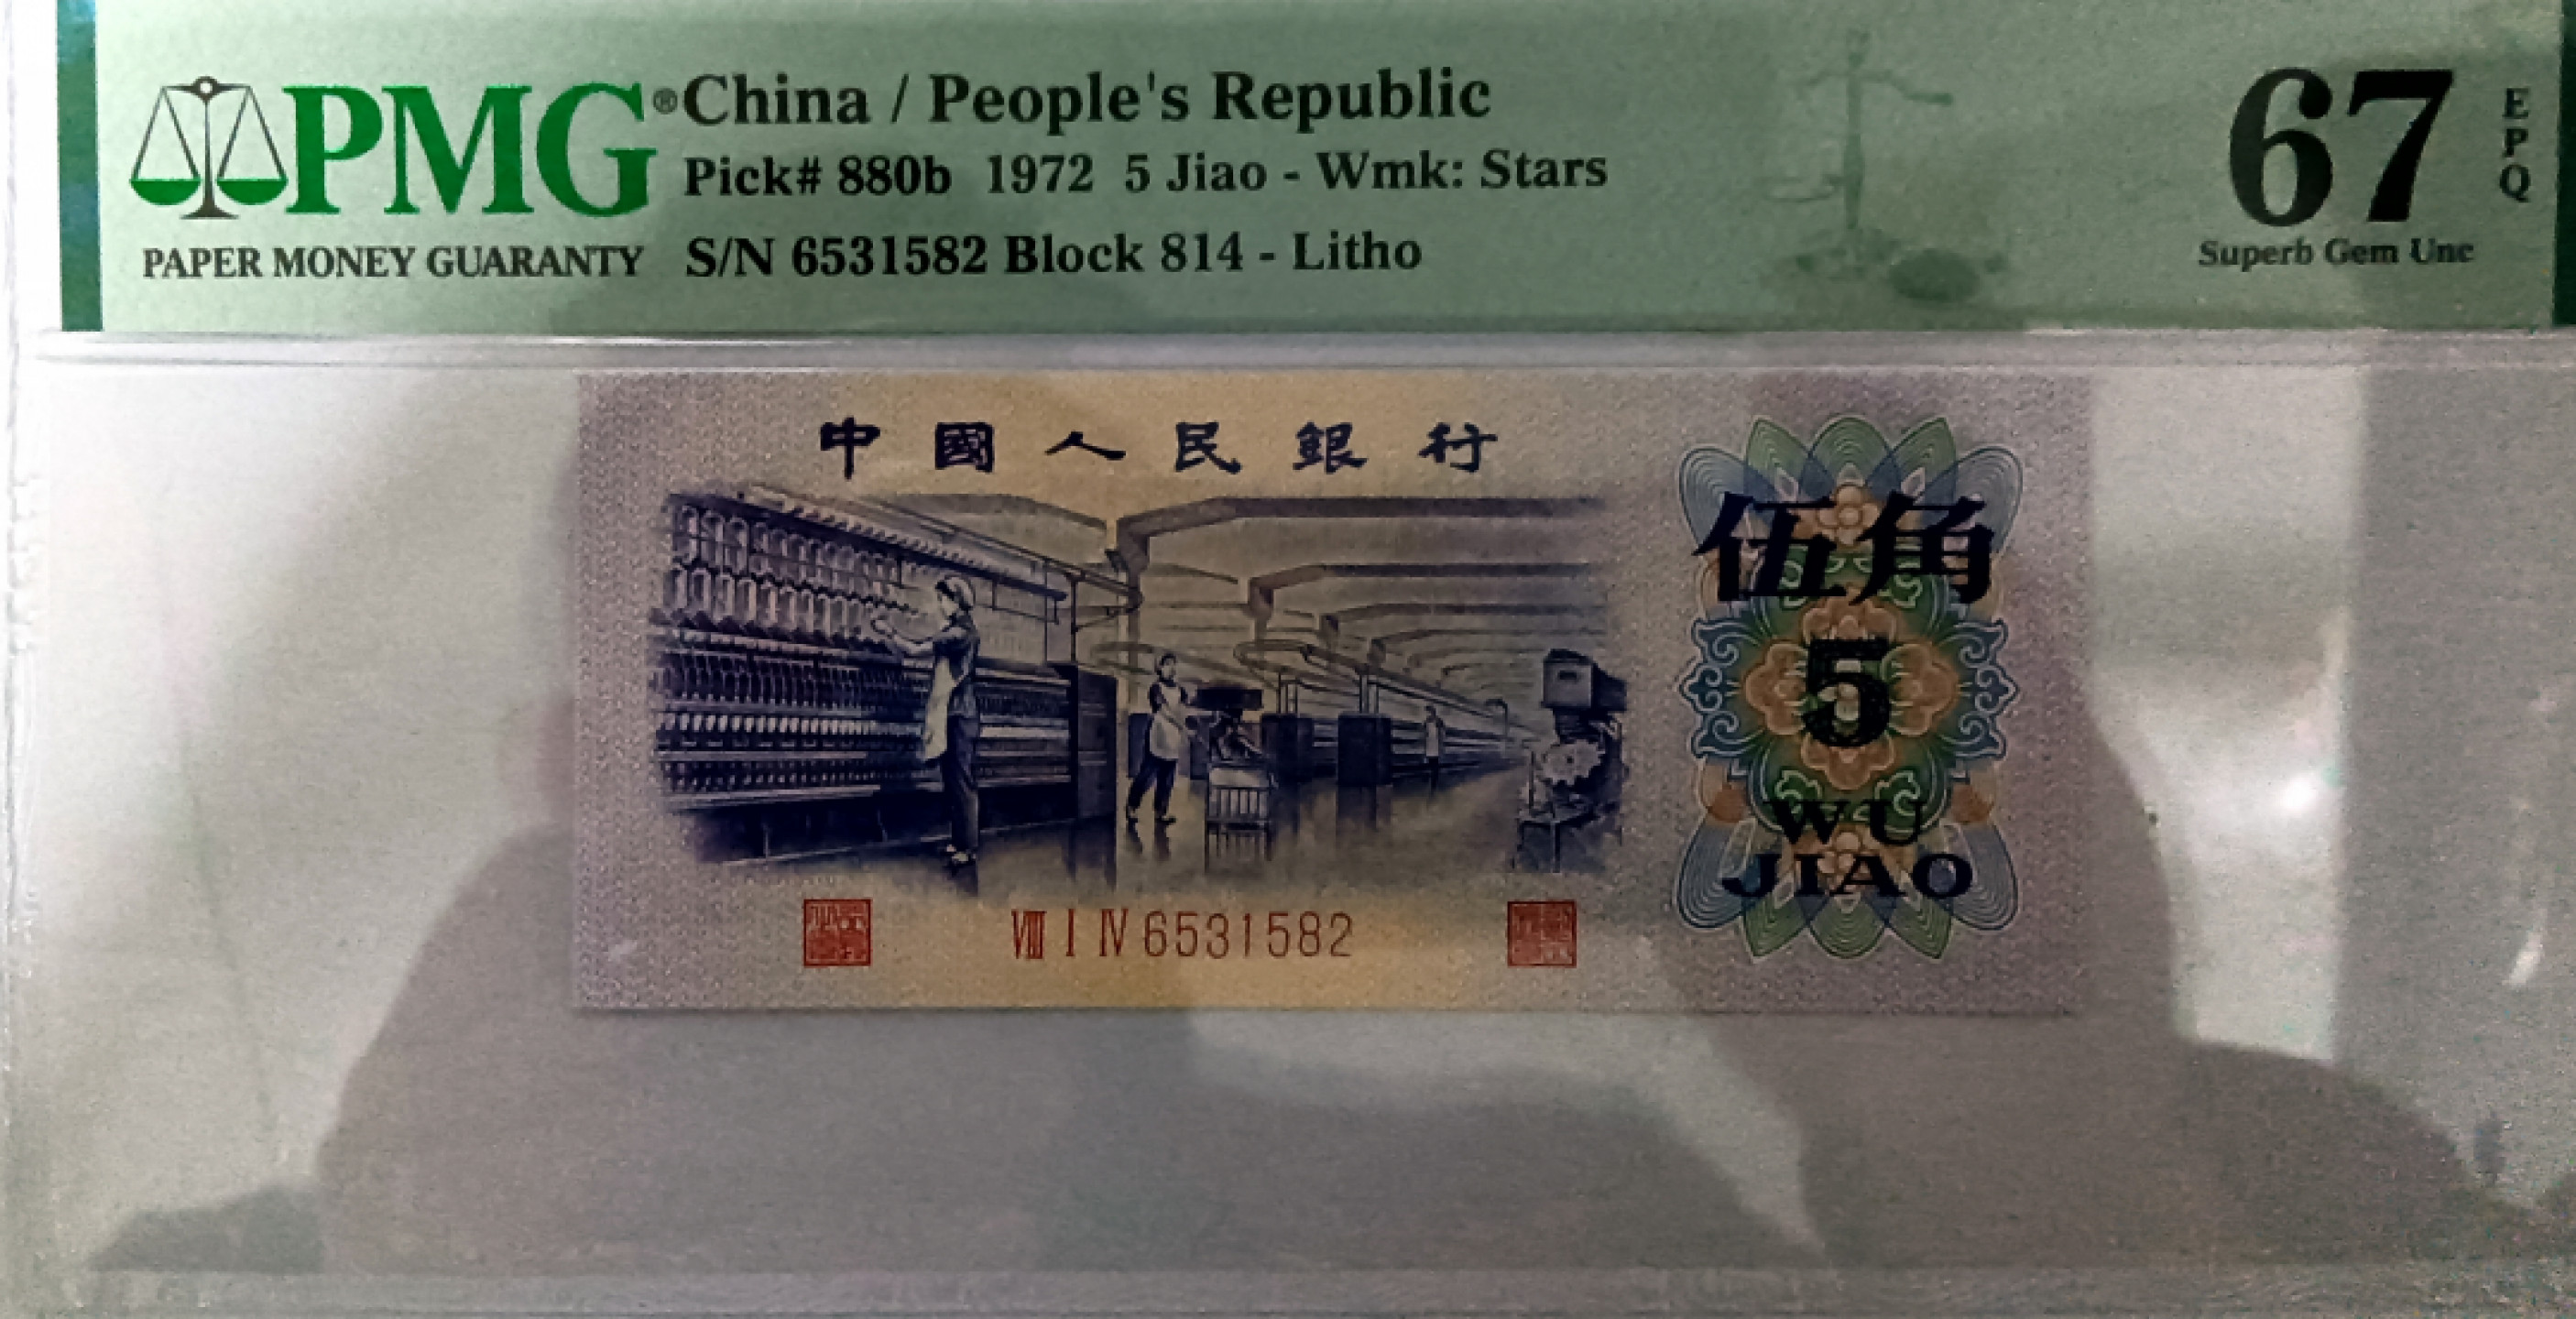 PMG®
PAPER MONEY GUARANTY
China / People's Republic
Pick# 880b 1972 5 Jiao - Wmk: Stars
S/N 6531582 Block 814 - Litho
67
EPQ
Superb Gem Unc
中國人民銀行
伍角
5
WU
JIAO
VIII I IV 6531582